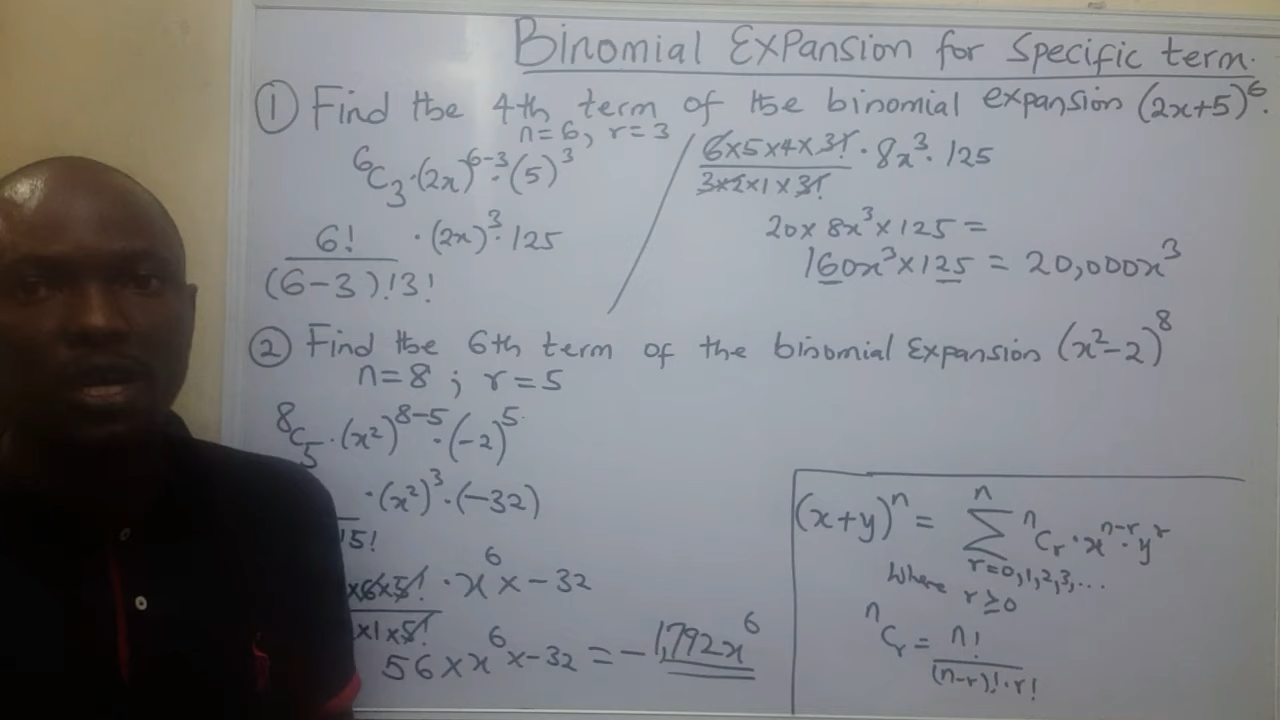 Binomial Expansion for Specific term.
① Find the 4th term of the binomial expansion (2x+5)⁶.
n=6, r=3
⁶C₃·(2x)⁶⁻³·(5)³
6!/(6-3)!3! ·(2x)³·125
6×5×4×3!/3×2×1×3! · 8x³·125
20×8x³×125=
160x³×125 = 20,000x³
② Find the 6th term of the binomial Expansion (x²-2)⁸
n=8 ; r=5
⁸C₅·(x²)⁸⁻⁵·(-2)⁵
·(x²)³·(-32)
5!
×6×5! · x⁶×-32
×1×5!
56×x⁶×-32 = -1,792x⁶
(x+y)ⁿ = Σⁿ ⁿCᵣ·xⁿ⁻ʳ·yʳ
r=0,1,2,3,...
Where r≥0
ⁿCᵣ = n!/(n-r)!·r!